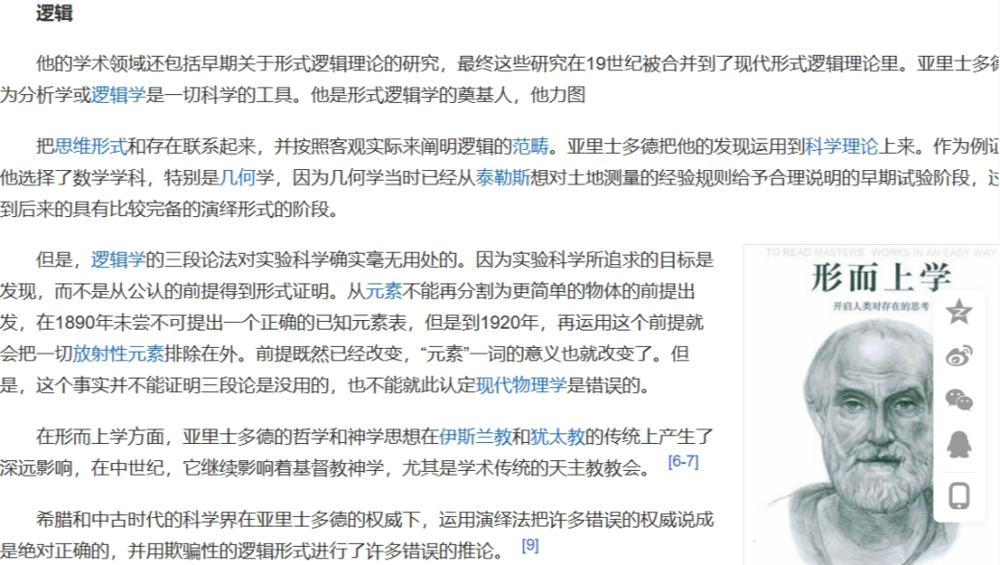 逻辑
他的学术领域还包括早期关于形式逻辑理论的研究，最终这些研究在19世纪被合并到了现代形式逻辑理论里。亚里士多德
为分析学或逻辑学是一切科学的工具。他是形式逻辑学的奠基人，他力图
把思维形式和存在联系起来，并按照客观实际来阐明逻辑的范畴。亚里士多德把他的发现运用到科学理论上来。作为例证
他选择了数学学科，特别是几何学，因为几何学当时已经从泰勒斯想对土地测量的经验规则给予合理说明的早期试验阶段，过
到后来的具有比较完备的演绎形式的阶段。
但是，逻辑学的三段论法对实验科学确实毫无用处的。因为实验科学所追求的目标是
发现，而不是从公认的前提得到形式证明。从元素不能再分割为更简单的物体的前提出
发，在1890年未尝不可提出一个正确的已知元素表，但是到1920年，再运用这个前提就
会把一切放射性元素排除在外。前提既然已经改变，“元素”一词的意义也就改变了。但
是，这个事实并不能证明三段论是没用的，也不能就此认定现代物理学是错误的。
在形而上学方面，亚里士多德的哲学和神学思想在伊斯兰教和犹太教的传统上产生了
深远影响，在中世纪，它继续影响着基督教神学，尤其是学术传统的天主教教会。 [6-7]
希腊和中古时代的科学界在亚里士多德的权威下，运用演绎法把许多错误的权威说成
是绝对正确的，并用欺骗性的逻辑形式进行了许多错误的推论。 [9]
TO READ MASTERS' WORKS IN AN EASY WAY
形而上学
开启人类对存在的思考